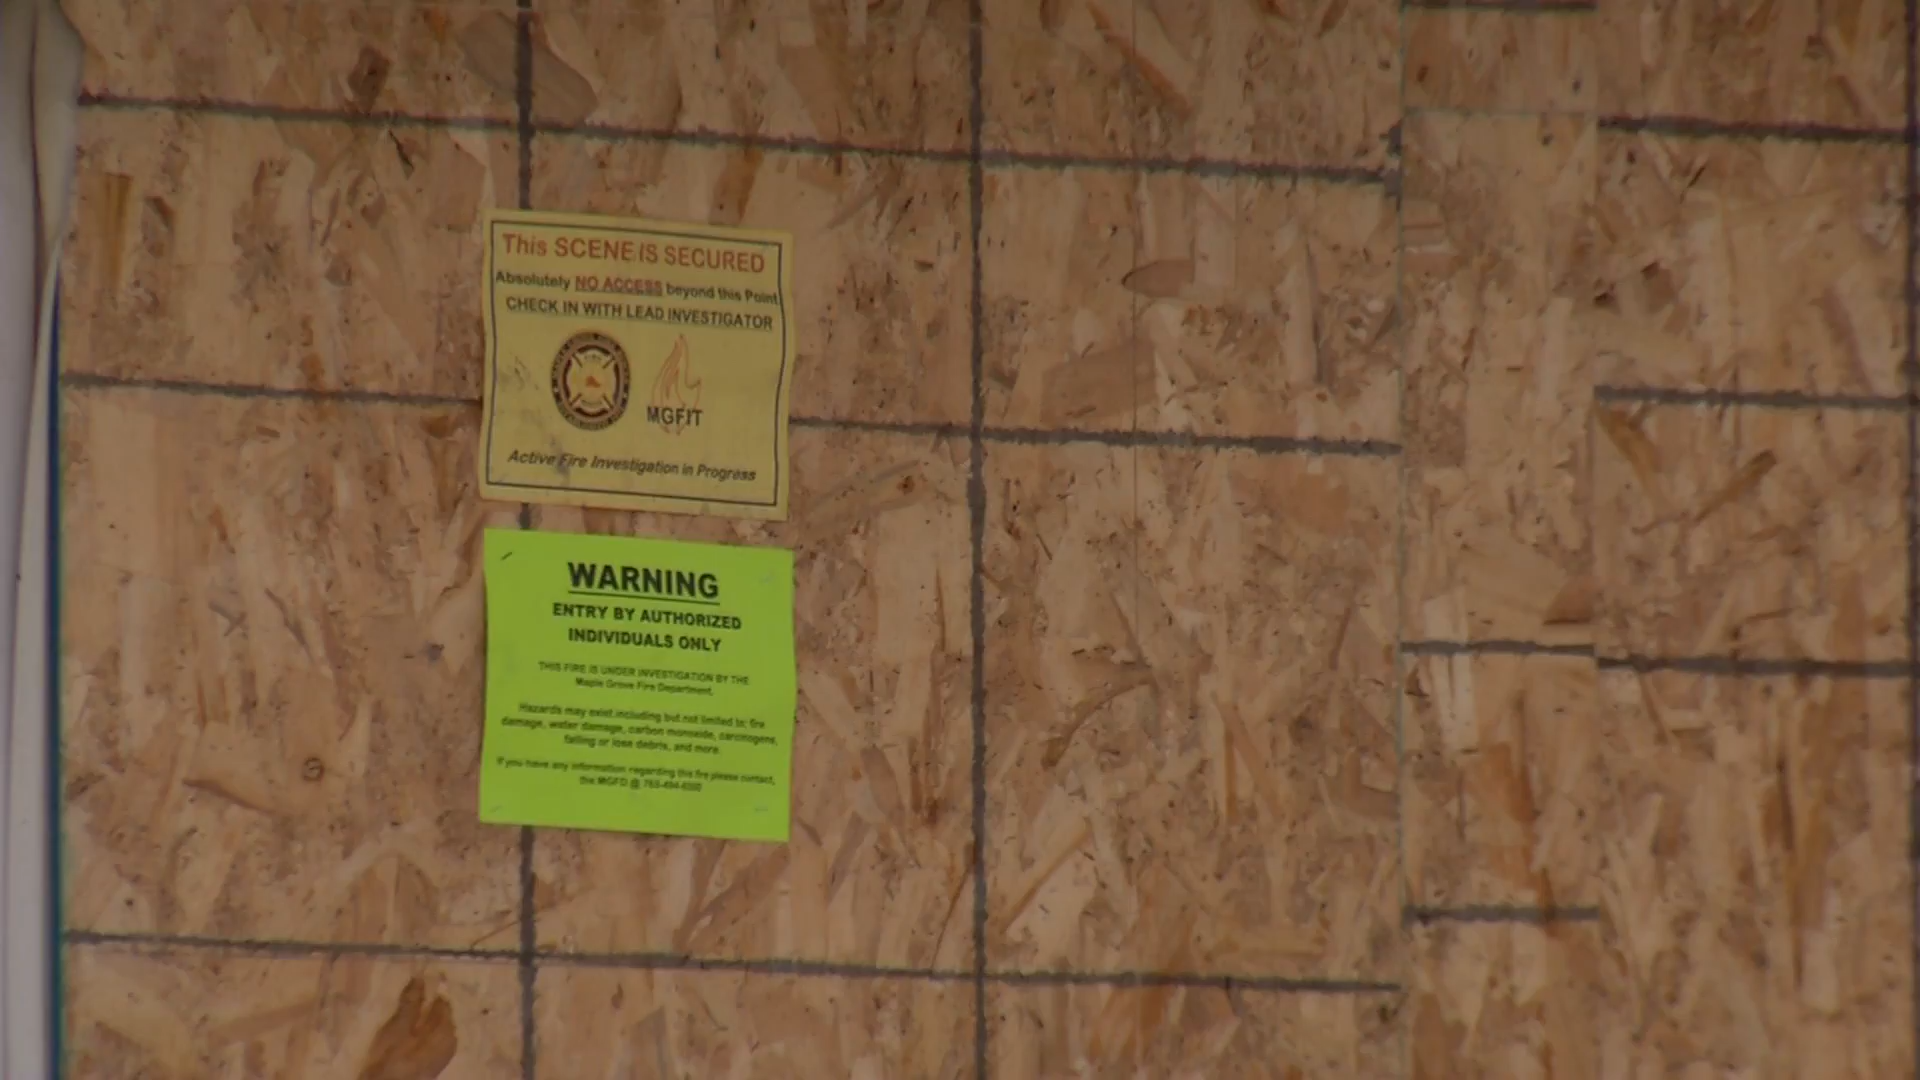 This SCENE IS SECURED
Absolutely NO ACCESS beyond this Point
CHECK IN WITH LEAD INVESTIGATOR
MGFIT
Active Fire Investigation in Progress
WARNING
ENTRY BY AUTHORIZED
INDIVIDUALS ONLY
THIS FIRE IS UNDER INVESTIGATION BY THE
Maple Grove Fire Department.
Hazards may exist including but not limited to: fire
damage, water damage, carbon monoxide, carcinogens,
falling or lose debris, and more.
If you have any information regarding this fire please contact,
the MGFD @